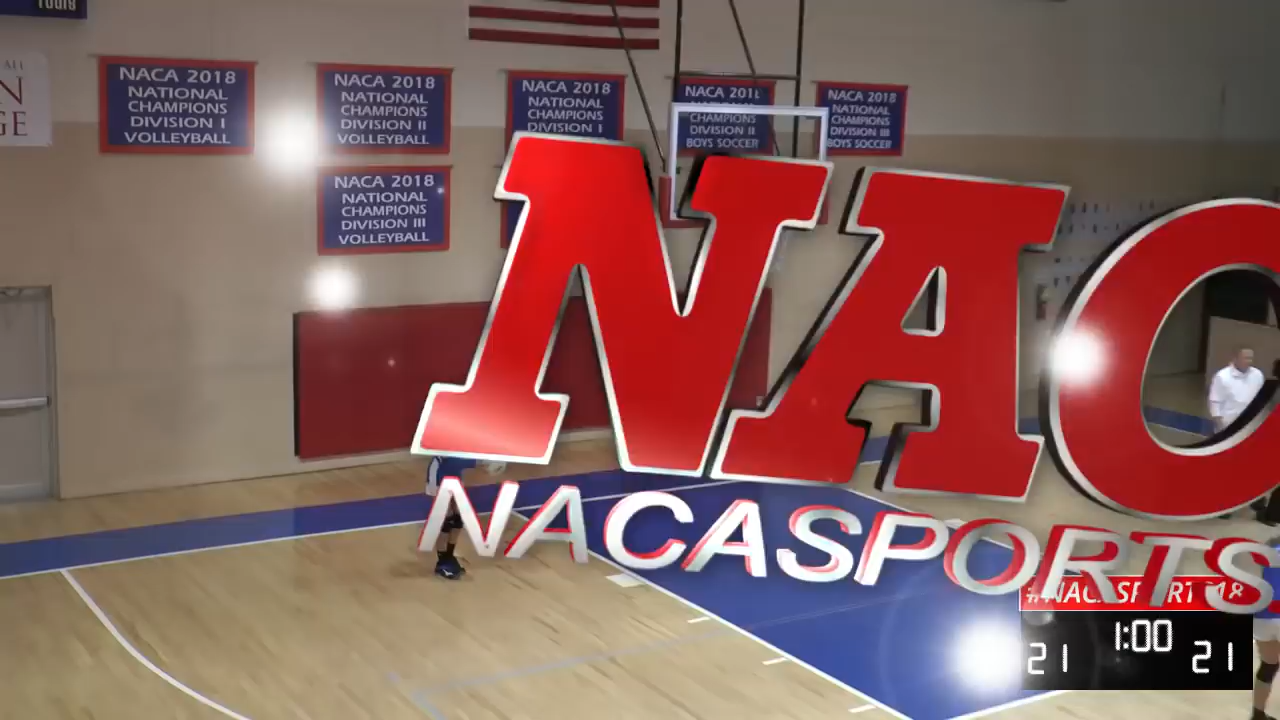 NACA 2018
NATIONAL
CHAMPIONS
DIVISION I
VOLLEYBALL
NACA 2018
NATIONAL
CHAMPIONS
DIVISION II
VOLLEYBALL
NACA 2018
NATIONAL
CHAMPIONS
DIVISION I
CHAMPIONS
DIVISION II
BOYS SOCCER
NACA 2018
NATIONAL
CHAMPIONS
DIVISION III
BOYS SOCCER
NACA 2018
NATIONAL
CHAMPIONS
DIVISION III
VOLLEYBALL
NAC
NACASPORTS
1:00
21
21